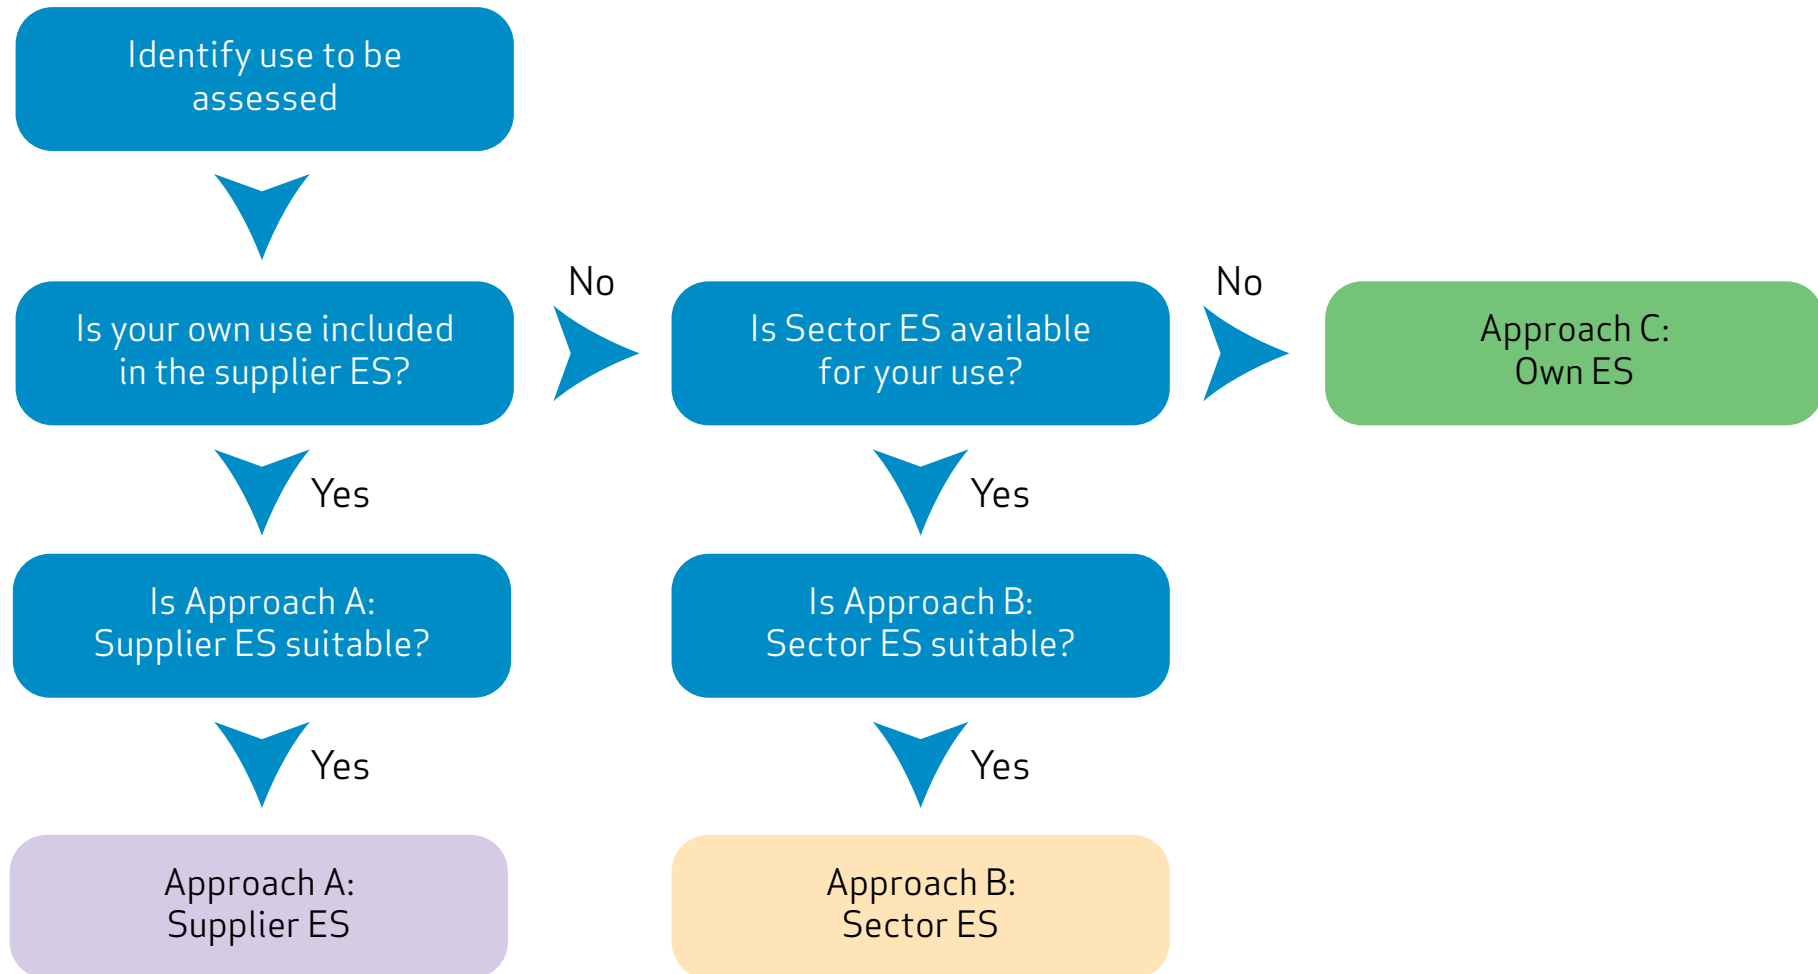 Identify use to be
assessed
Is your own use included
in the supplier ES?
No
Is Sector ES available
for your use?
No
Approach C:
Own ES
Yes
Yes
Is Approach A:
Supplier ES suitable?
Is Approach B:
Sector ES suitable?
Yes
Yes
Approach A:
Supplier ES
Approach B:
Sector ES